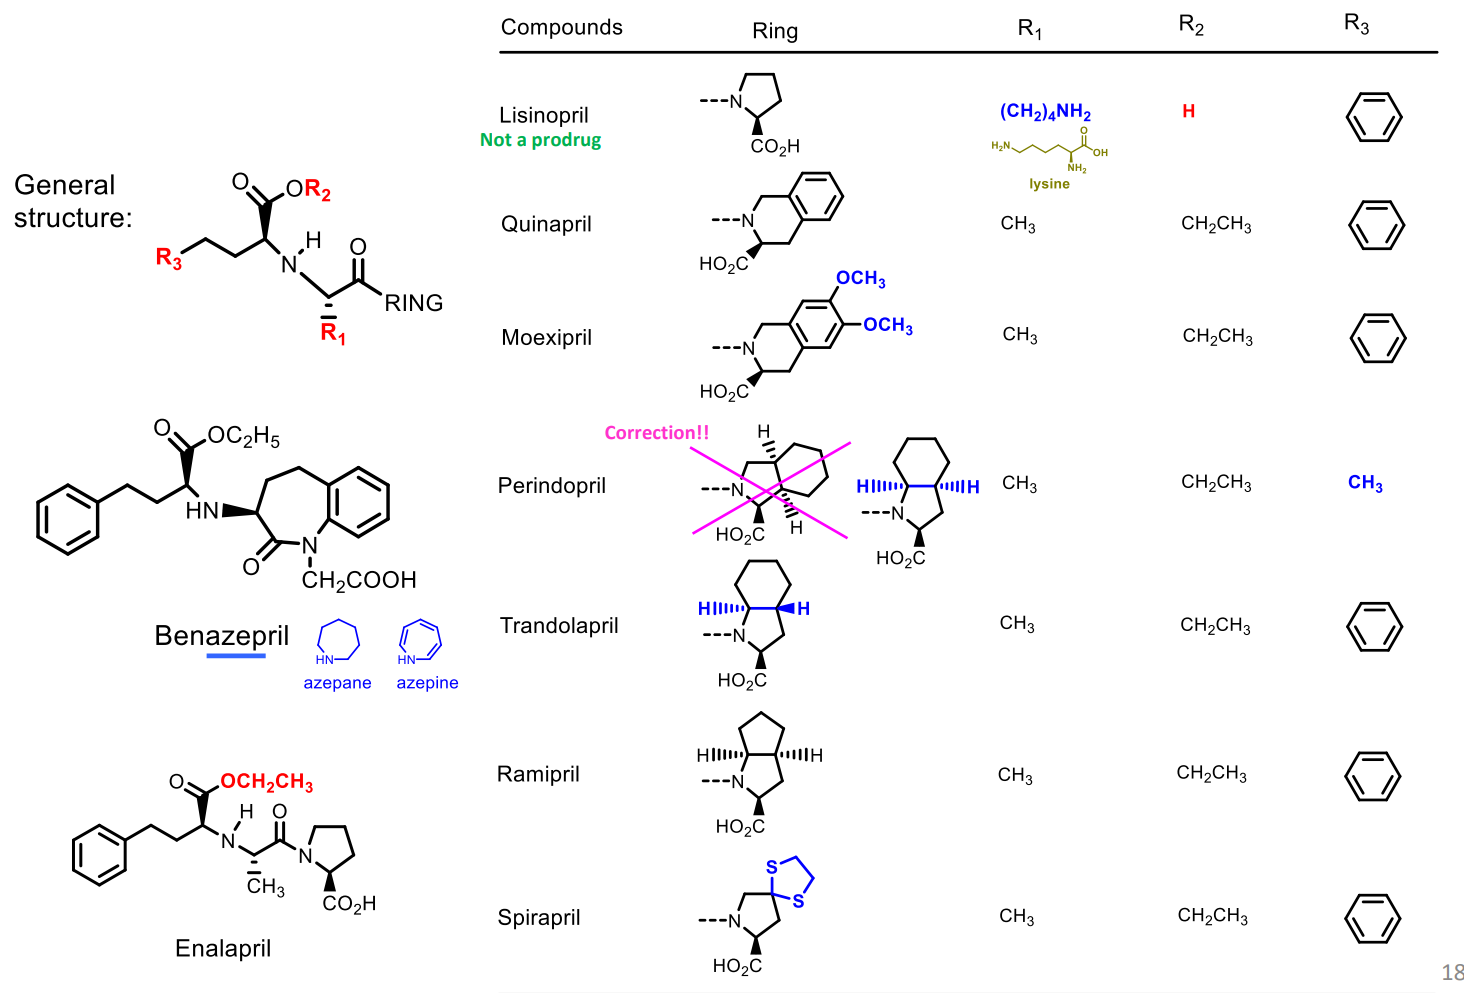 Compounds Ring R₁ R₂ R₃
Lisinopril
Not a prodrug
N
CO₂H
(CH₂)₄NH₂
H
H₂N
O
OH
NH₂
lysine
General
structure:
O
OR₂
H
N
O
R₃
RING
R₁
Quinapril
N
HO₂C
CH₃
CH₂CH₃
Moexipril
OCH₃
OCH₃
N
HO₂C
CH₃
CH₂CH₃
O
OC₂H₅
HN
O
N
CH₂COOH
Benazepril
HN
azepane
HN
azepine
Correction!!
Perindopril
H
N
H
HO₂C
H
H
N
HO₂C
CH₃
CH₂CH₃
CH₃
Trandolapril
H
H
N
HO₂C
CH₃
CH₂CH₃
Ramipril
H
H
N
HO₂C
CH₃
CH₂CH₃
O
OCH₂CH₃
H
N
O
N
CH₃
CO₂H
Enalapril
Spirapril
S
S
N
HO₂C
CH₃
CH₂CH₃
18